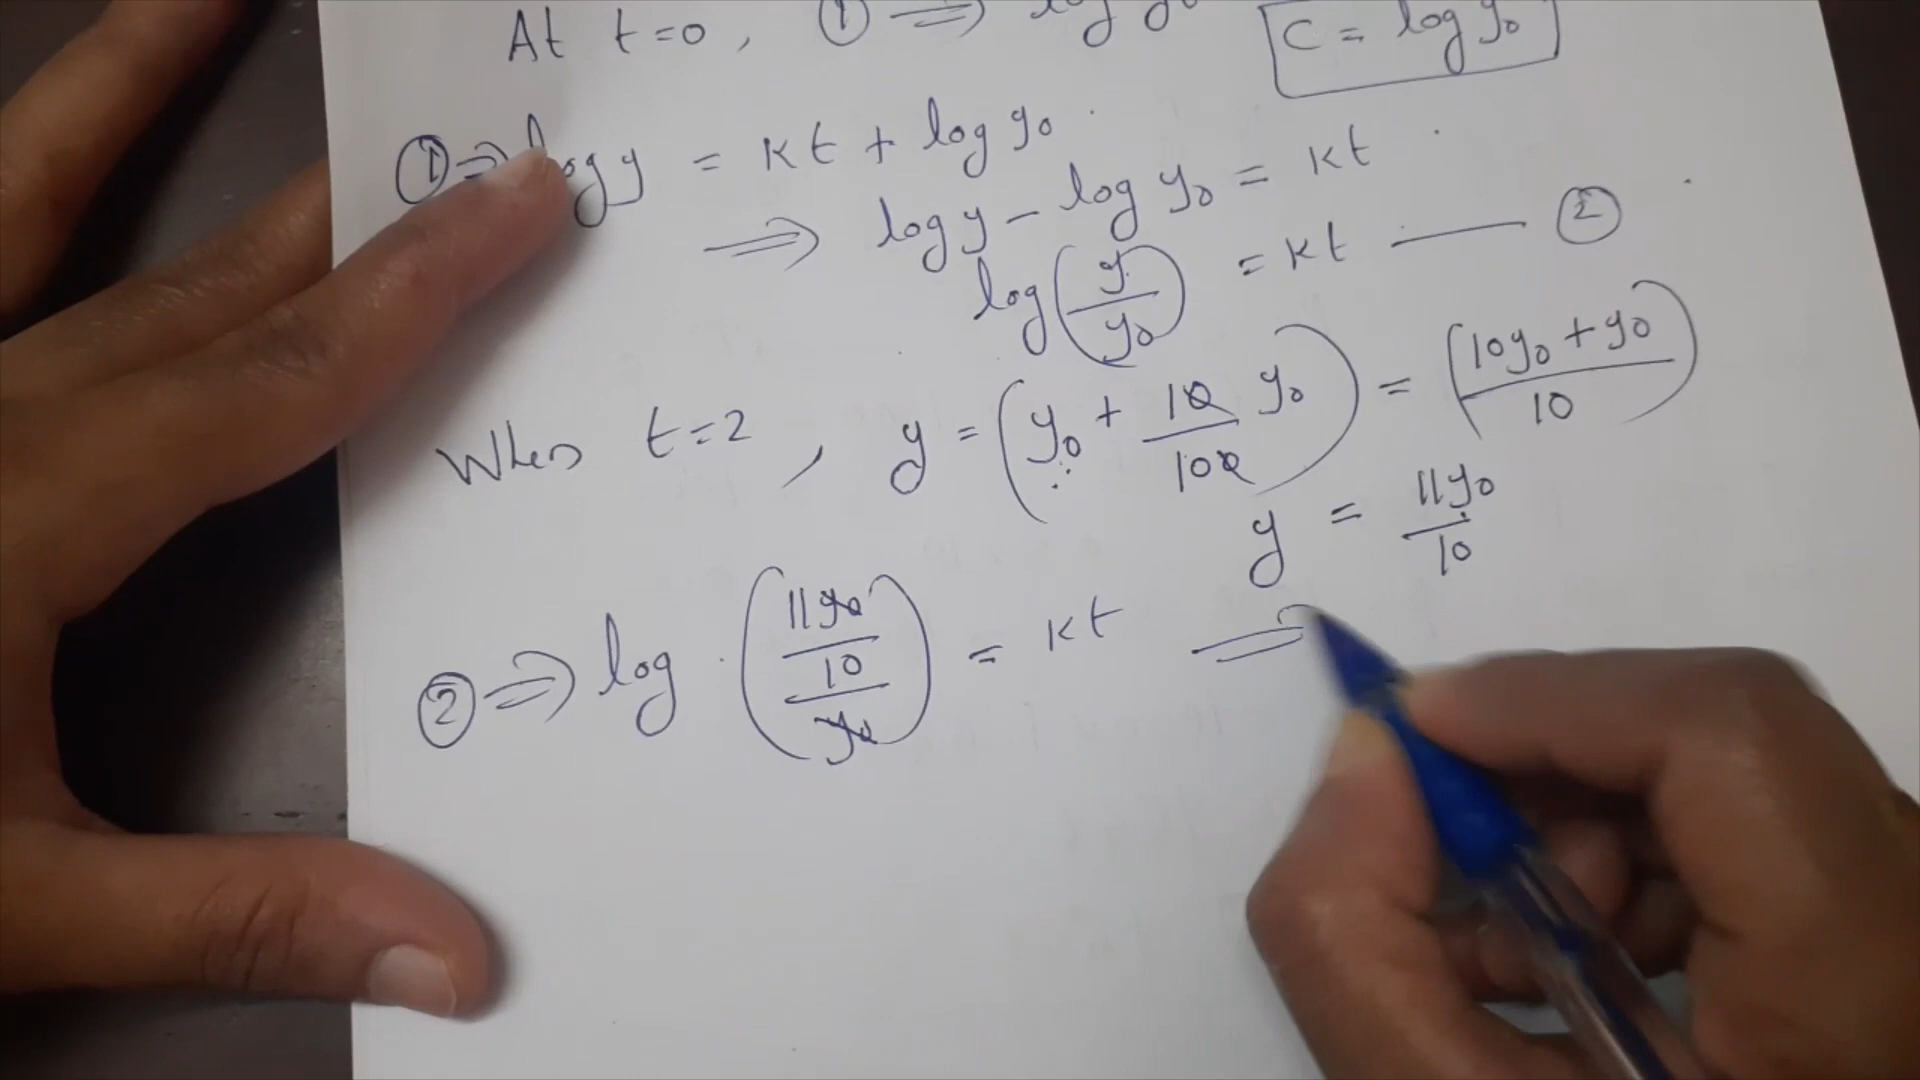 At t=0, ① ⟹ log y₀ C = log y₀
① ⟹ log y = kt + log y₀
⟹ log y − log y₀ = kt
log(y/y₀) = kt —— ②
When t=2, y = (y₀ + 10/100 y₀) = (10y₀ + y₀)/10
y = 11y₀/10
② ⟹ log ((11y₀/10)/y₀) = kt ⟹